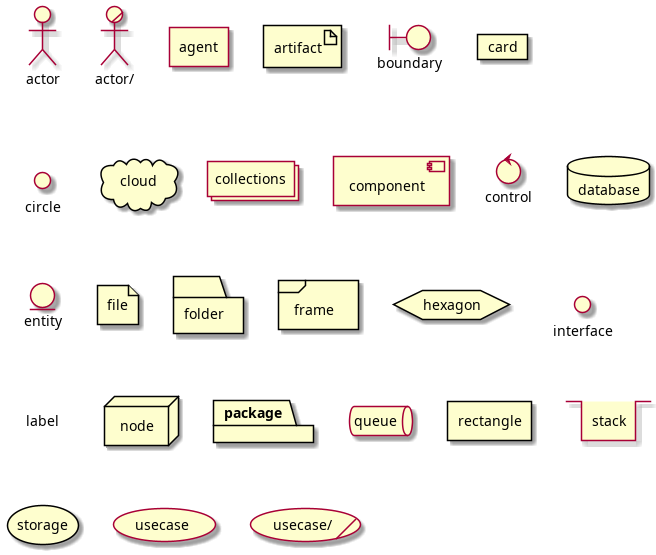 actor
actor/
agent
artifact
boundary
card
circle
cloud
collections
component
control
database
entity
file
folder
frame
hexagon
interface
label
node
package
queue
rectangle
stack
storage
usecase
usecase/